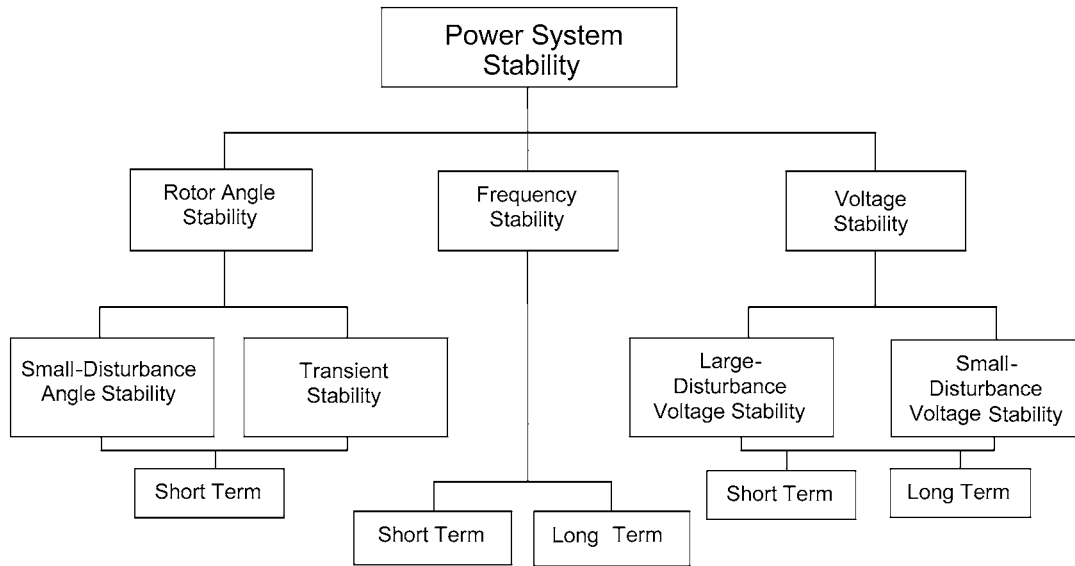 Power System
Stability
Rotor Angle
Stability
Frequency
Stability
Voltage
Stability
Small-Disturbance
Angle Stability
Transient
Stability
Large-
Disturbance
Voltage Stability
Small-
Disturbance
Voltage Stability
Short Term
Short Term
Long Term
Short Term
Long Term